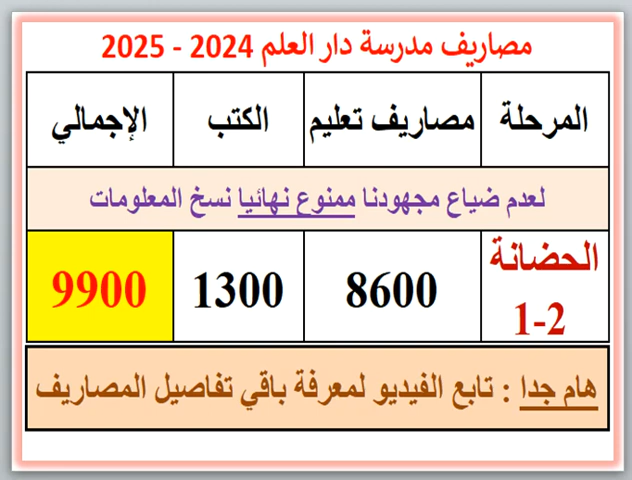 مصاريف مدرسة دار العلم 2024 - 2025
المرحلة مصاريف تعليم الكتب الإجمالي
لعدم ضياع مجهودنا ممنوع نهائيا نسخ المعلومات
الحضانة
1-2 8600 1300 9900
هام جدا : تابع الفيديو لمعرفة باقي تفاصيل المصاريف